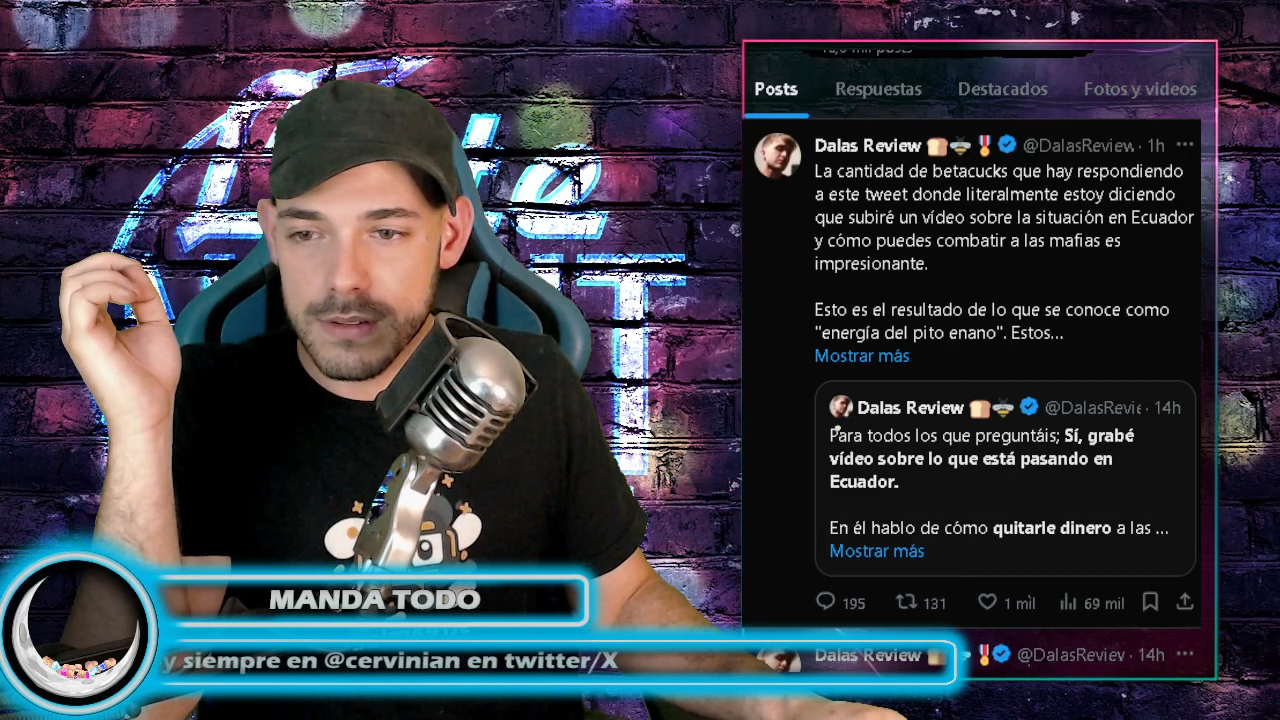 Posts Respuestas Destacados Fotos y videos
Dalas Review @DalasReview · 1h
La cantidad de betacucks que hay respondiendo
a este tweet donde literalmente estoy diciendo
que subiré un vídeo sobre la situación en Ecuador
y cómo puedes combatir a las mafias es
impresionante.
Esto es el resultado de lo que se conoce como
"energía del pito enano". Estos...
Mostrar más
Dalas Review @DalasRevie · 14h
Para todos los que preguntáis; Sí, grabé
vídeo sobre lo que está pasando en
Ecuador.
En él hablo de cómo quitarle dinero a las ...
Mostrar más
195 131 1 mil 69 mil
Dalas Review @DalasReview · 14h
MANDA TODO
y siempre en @cervinian en twitter/X